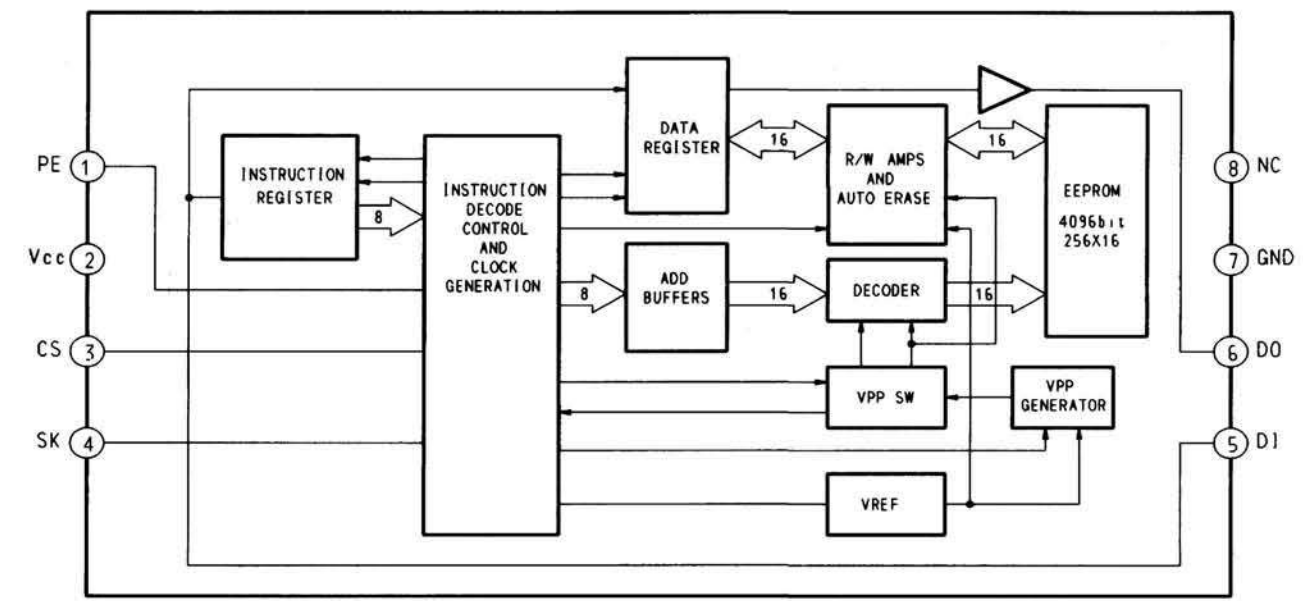 PE 1
Vcc 2
CS 3
SK 4
INSTRUCTION
REGISTER
8
INSTRUCTION
DECODE
CONTROL
AND
CLOCK
GENERATION
DATA
REGISTER
16
R/W AMPS
AND
AUTO ERASE
16
EEPROM
4096bit
256X16
8
ADD
BUFFERS
16
DECODER
16
VPP SW
VPP
GENERATOR
VREF
8 NC
7 GND
6 DO
5 DI